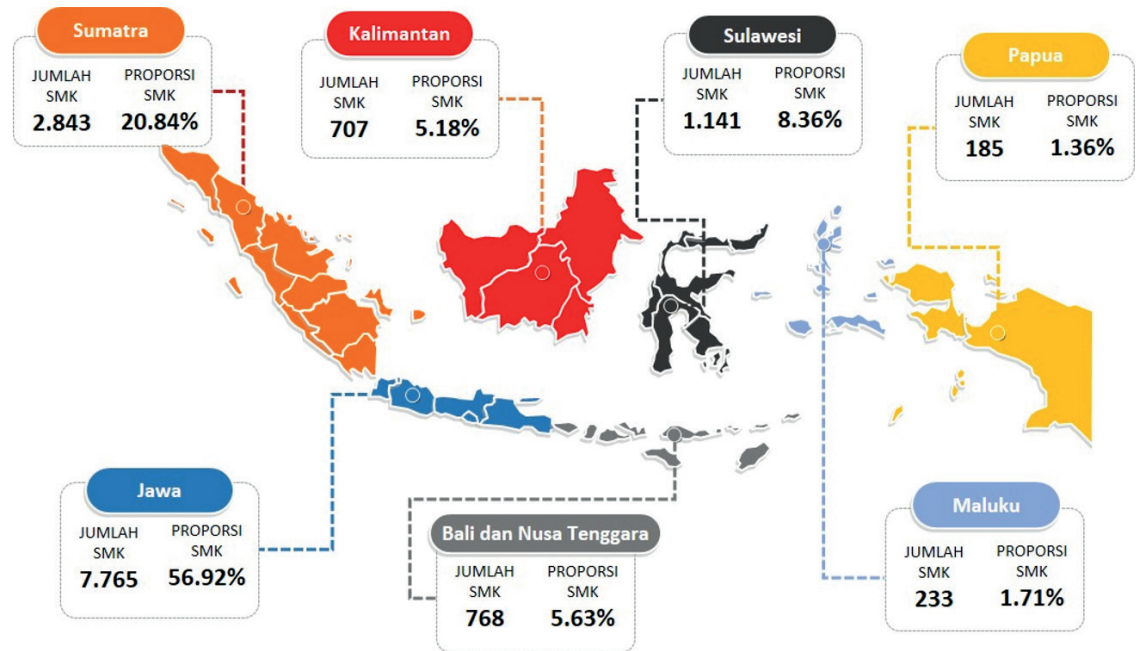 Sumatra
JUMLAH SMK
2.843
PROPORSI SMK
20.84%
Kalimantan
JUMLAH SMK
707
PROPORSI SMK
5.18%
Sulawesi
JUMLAH SMK
1.141
PROPORSI SMK
8.36%
Papua
JUMLAH SMK
185
PROPORSI SMK
1.36%
Jawa
JUMLAH SMK
7.765
PROPORSI SMK
56.92%
Bali dan Nusa Tenggara
JUMLAH SMK
768
PROPORSI SMK
5.63%
Maluku
JUMLAH SMK
233
PROPORSI SMK
1.71%